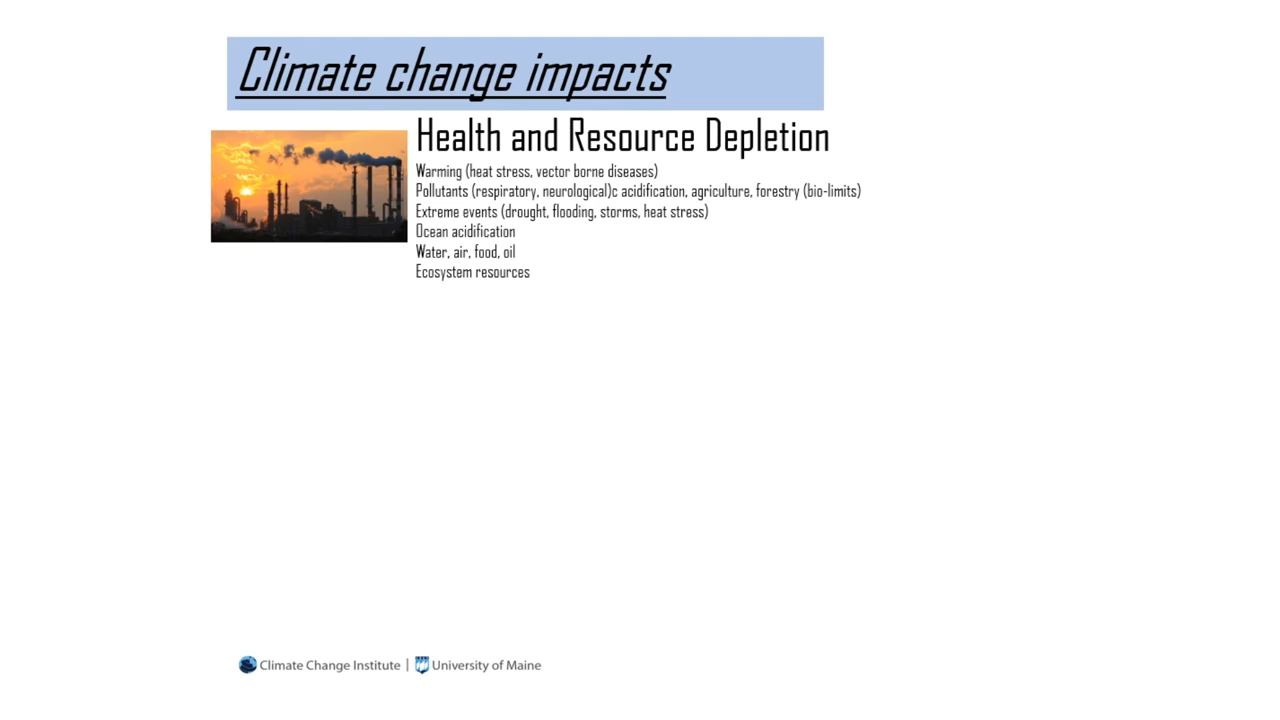 Climate change impacts
Health and Resource Depletion
Warming (heat stress, vector borne diseases)
Pollutants (respiratory, neurological)c acidification, agriculture, forestry (bio-limits)
Extreme events (drought, flooding, storms, heat stress)
Ocean acidification
Water, air, food, oil
Ecosystem resources
Climate Change Institute | University of Maine